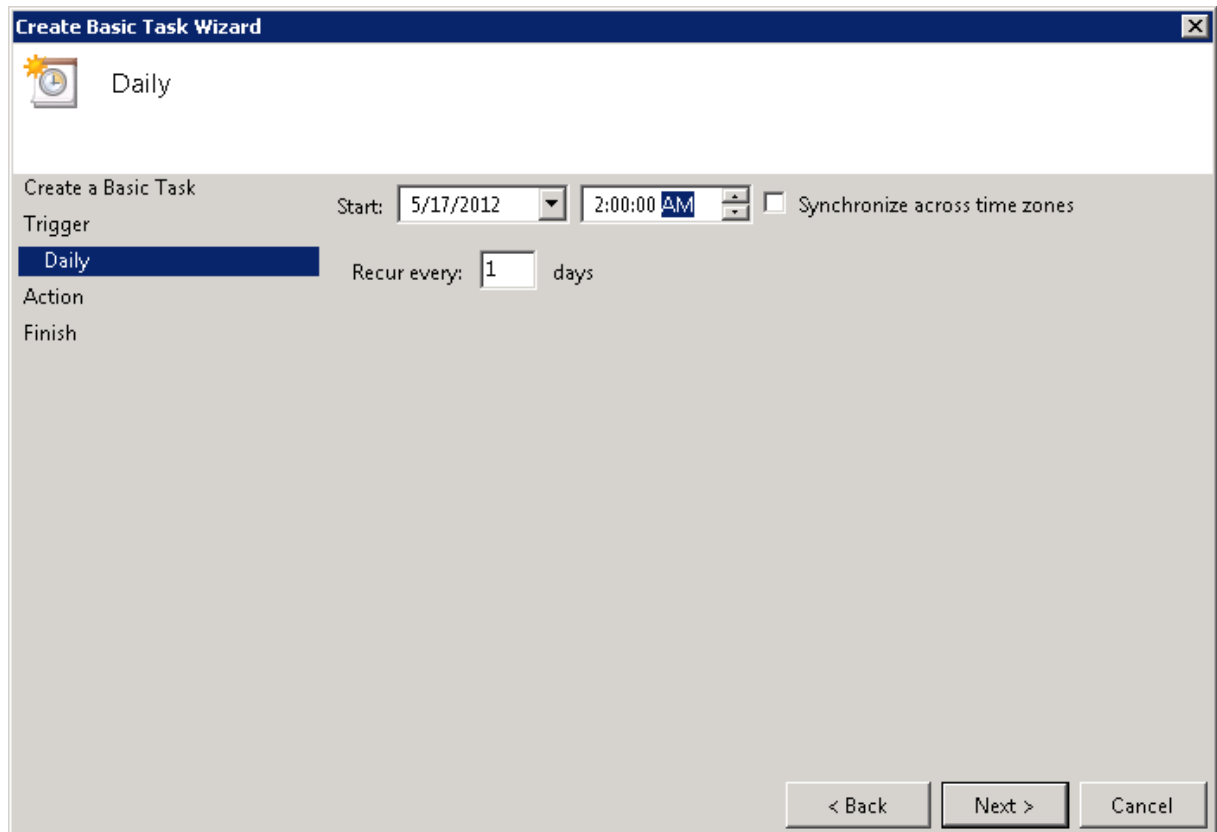 Create Basic Task Wizard
Daily
Create a Basic Task
Trigger
Daily
Action
Finish
Start: 5/17/2012 2:00:00 AM Synchronize across time zones
Recur every: 1 days
< Back Next > Cancel